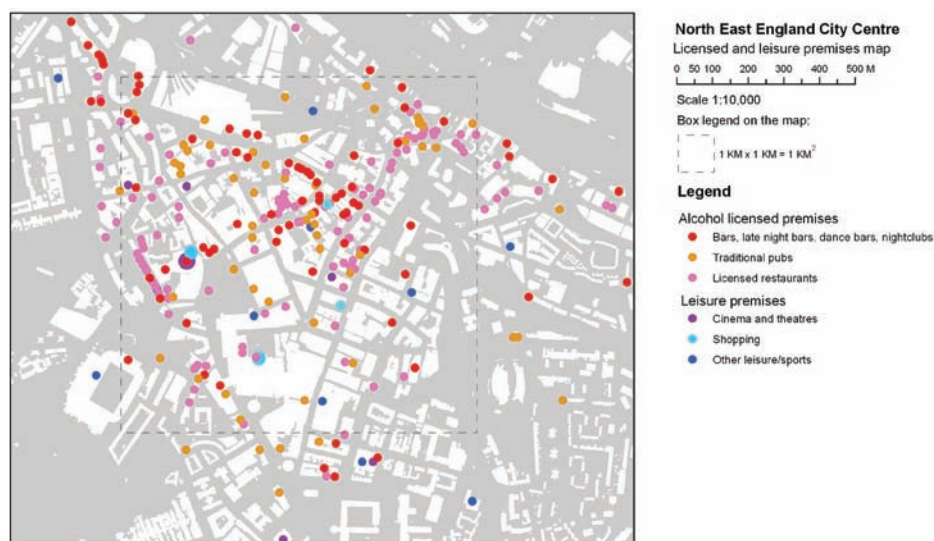 North East England City Centre
Licensed and leisure premises map
0 50 100 200 300 400 500 M
Scale 1:10,000
Box legend on the map:
1 KM x 1 KM = 1 KM²
Legend
Alcohol licensed premises
Bars, late night bars, dance bars, nightclubs
Traditional pubs
Licensed restaurants
Leisure premises
Cinema and theatres
Shopping
Other leisure/sports